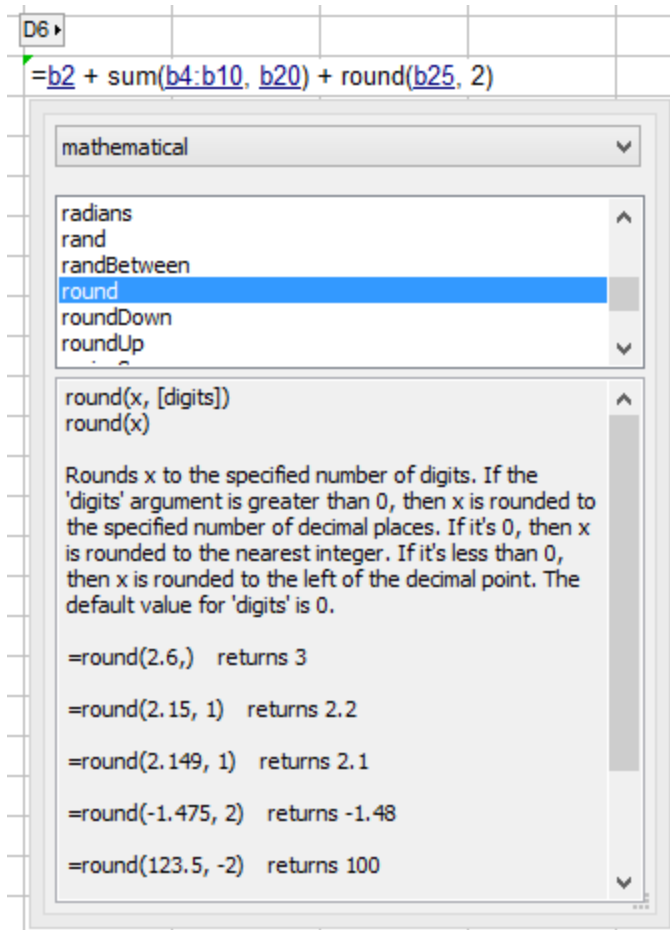 D6
=b2 + sum(b4:b10, b20) + round(b25, 2)
mathematical
radians
rand
randBetween
round
roundDown
roundUp
round(x, [digits])
round(x)
Rounds x to the specified number of digits. If the
'digits' argument is greater than 0, then x is rounded to
the specified number of decimal places. If it's 0, then x
is rounded to the nearest integer. If it's less than 0,
then x is rounded to the left of the decimal point. The
default value for 'digits' is 0.
=round(2.6,) returns 3
=round(2.15, 1) returns 2.2
=round(2.149, 1) returns 2.1
=round(-1.475, 2) returns -1.48
=round(123.5, -2) returns 100